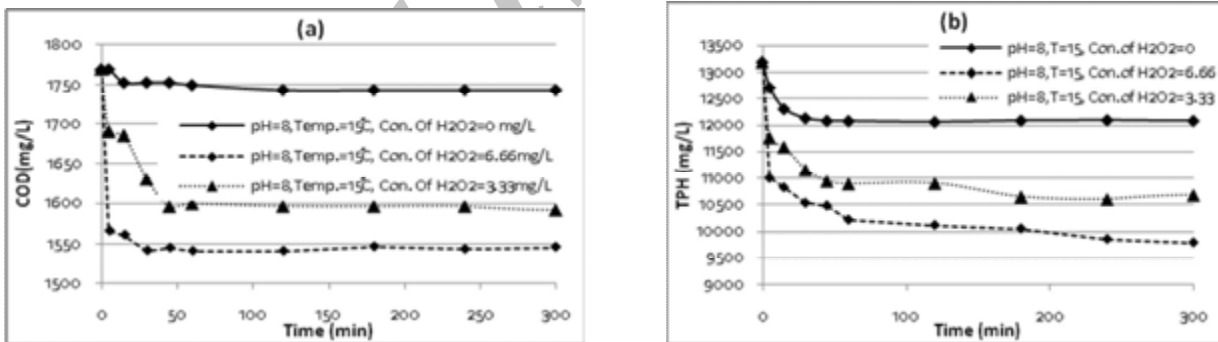 (a)
1800
1750
1700
1650
1600
1550
1500
COD(mg/L)
pH=8,Temp.=15℃, Con. Of H2O2=0 mg/L
pH=8,Temp.=15℃, Con. Of H2O2=6.66mg/L
pH=8,Temp.=15℃, Con. Of H2O2=3.33mg/L
0 50 100 150 200 250 300
Time (min)
(b)
13500
13000
12500
12000
11500
11000
10500
10000
9500
9000
TPH (mg/L)
pH=8,T=15, Con.of H2O2=0
pH=8,T=15, Con.of H2O2=6.66
pH=8,T=15, Con.of H2O2=3.33
0 100 200 300
Time (min)